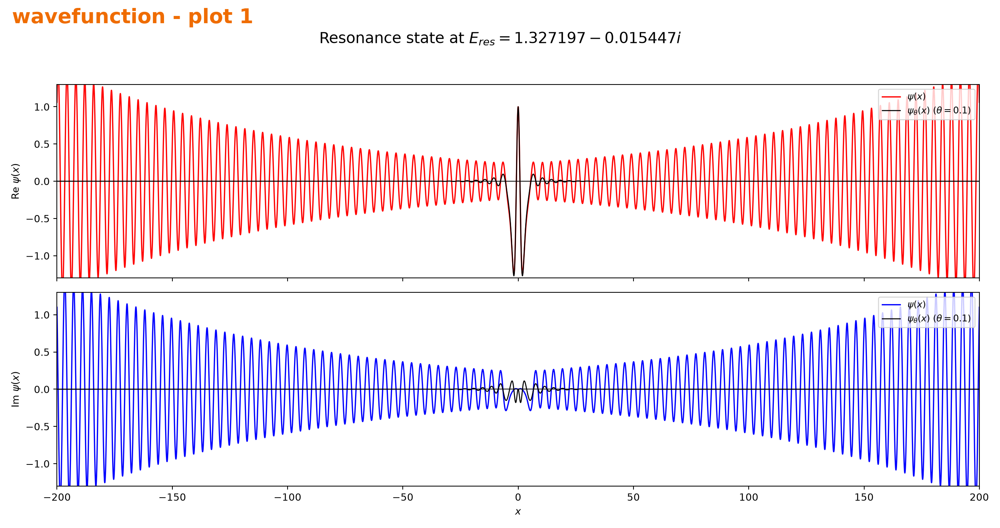 wavefunction - plot 1
Resonance state at E_res = 1.327197 − 0.015447i
Re ψ(x)
1.0
0.5
0.0
−0.5
−1.0
ψ(x)
ψ_θ(x) (θ = 0.1)
Im ψ(x)
1.0
0.5
0.0
−0.5
−1.0
ψ(x)
ψ_θ(x) (θ = 0.1)
−200 −150 −100 −50 0 50 100 150 200
x